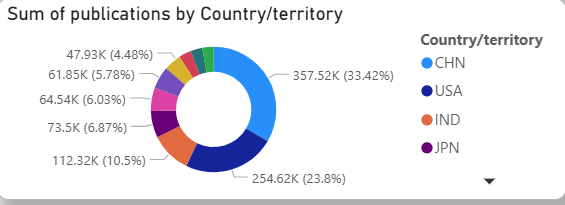 Sum of publications by Country/territory
Country/territory
CHN
USA
IND
JPN
357.52K (33.42%)
254.62K (23.8%)
112.32K (10.5%)
73.5K (6.87%)
64.54K (6.03%)
61.85K (5.78%)
47.93K (4.48%)